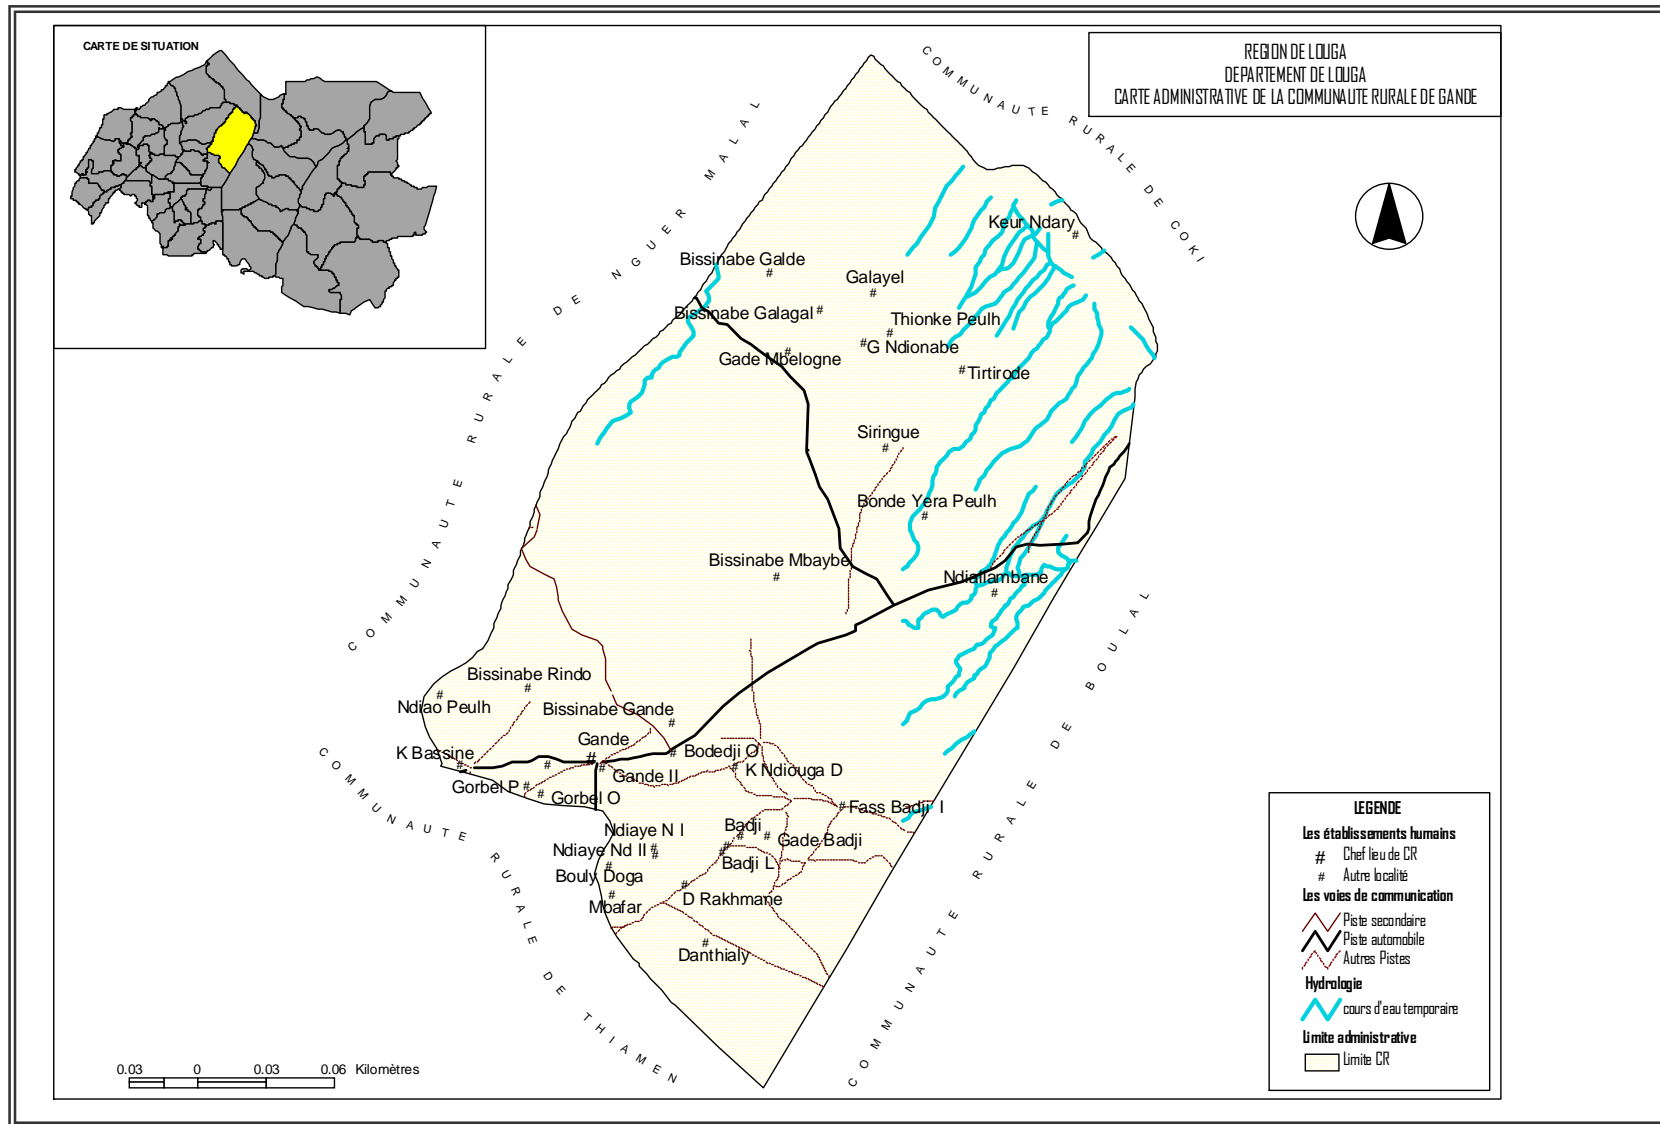 CARTE DE SITUATION
REGION DE LOUGA
DEPARTEMENT DE LOUGA
CARTE ADMINISTRATIVE DE LA COMMUNAUTE RURALE DE GANDE
COMMUNAUTE RURALE DE COKI
COMMUNAUTE RURALE DE NGUER MALAL
COMMUNAUTE RURALE DE BOULAL
COMMUNAUTE RURALE DE THIAMEN
Keur Ndary
Bissinabe Galde
Galayel
Bissinabe Galagal
Thionke Peulh
G Ndionabe
Gade Mbelogne
Tirtirode
Siringue
Bonde Yera Peulh
Bissinabe Mbaybe
Ndiallambane
Bissinabe Rindo
Ndiao Peulh
Bissinabe Gande
Gande
K Bassine
Bodedji O
Gande II
K Ndiouga D
Gorbel P
Gorbel O
Fass Badji I
Ndiaye N I
Badji
Gade Badji
Ndiaye Nd II
Badji L
Bouly Doga
D Rakhmane
Mbafar
Danthialy
0.03 0 0.03 0.06 Kilomètres
LEGENDE
Les établissements humains
# Chef lieu de CR
# Autre localité
Les voies de communication
Piste secondaire
Piste automobile
Autres Pistes
Hydrologie
cours d'eau temporaire
Limite administrative
Limite CR